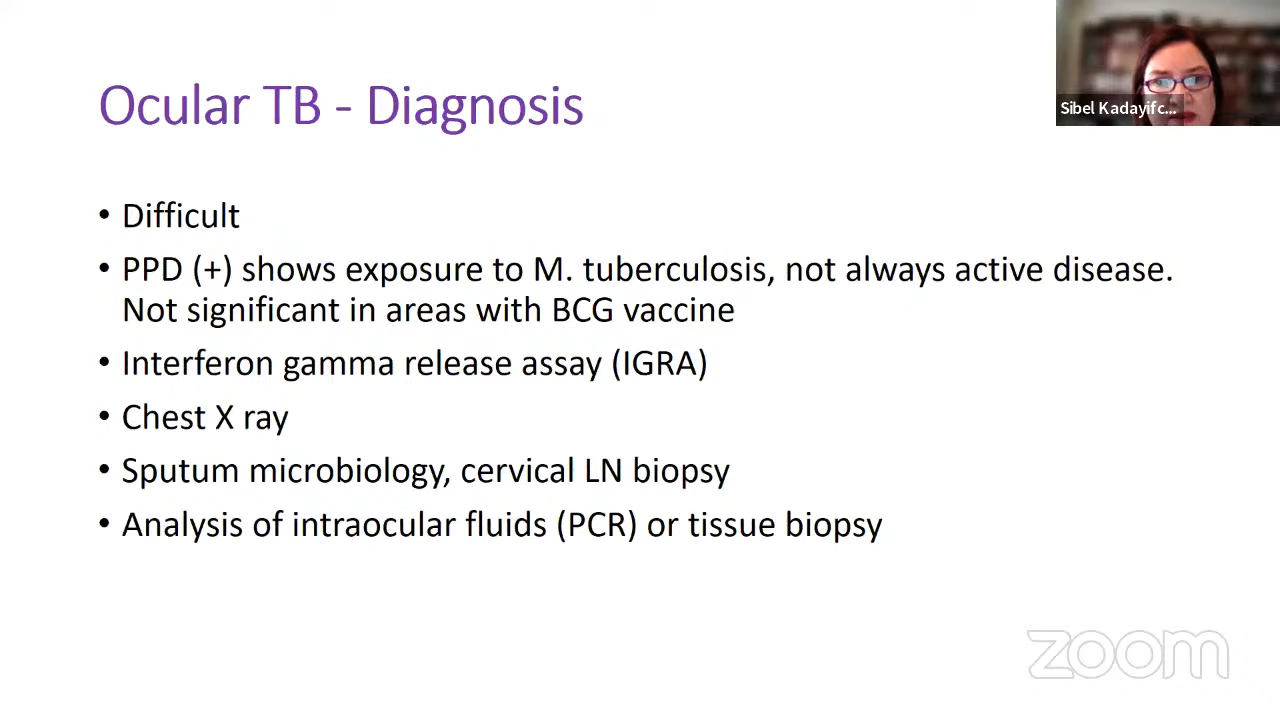 Ocular TB - Diagnosis
Sibel Kadayifc...
• Difficult
• PPD (+) shows exposure to M. tuberculosis, not always active disease.
Not significant in areas with BCG vaccine
• Interferon gamma release assay (IGRA)
• Chest X ray
• Sputum microbiology, cervical LN biopsy
• Analysis of intraocular fluids (PCR) or tissue biopsy
zoom